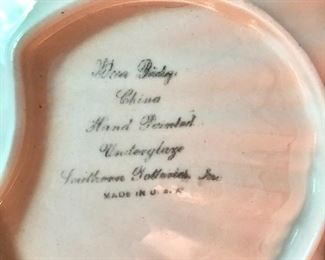 Blue Ridge
China
Hand Painted
Underglaze
Southern Potteries, Inc
MADE IN U.S.A